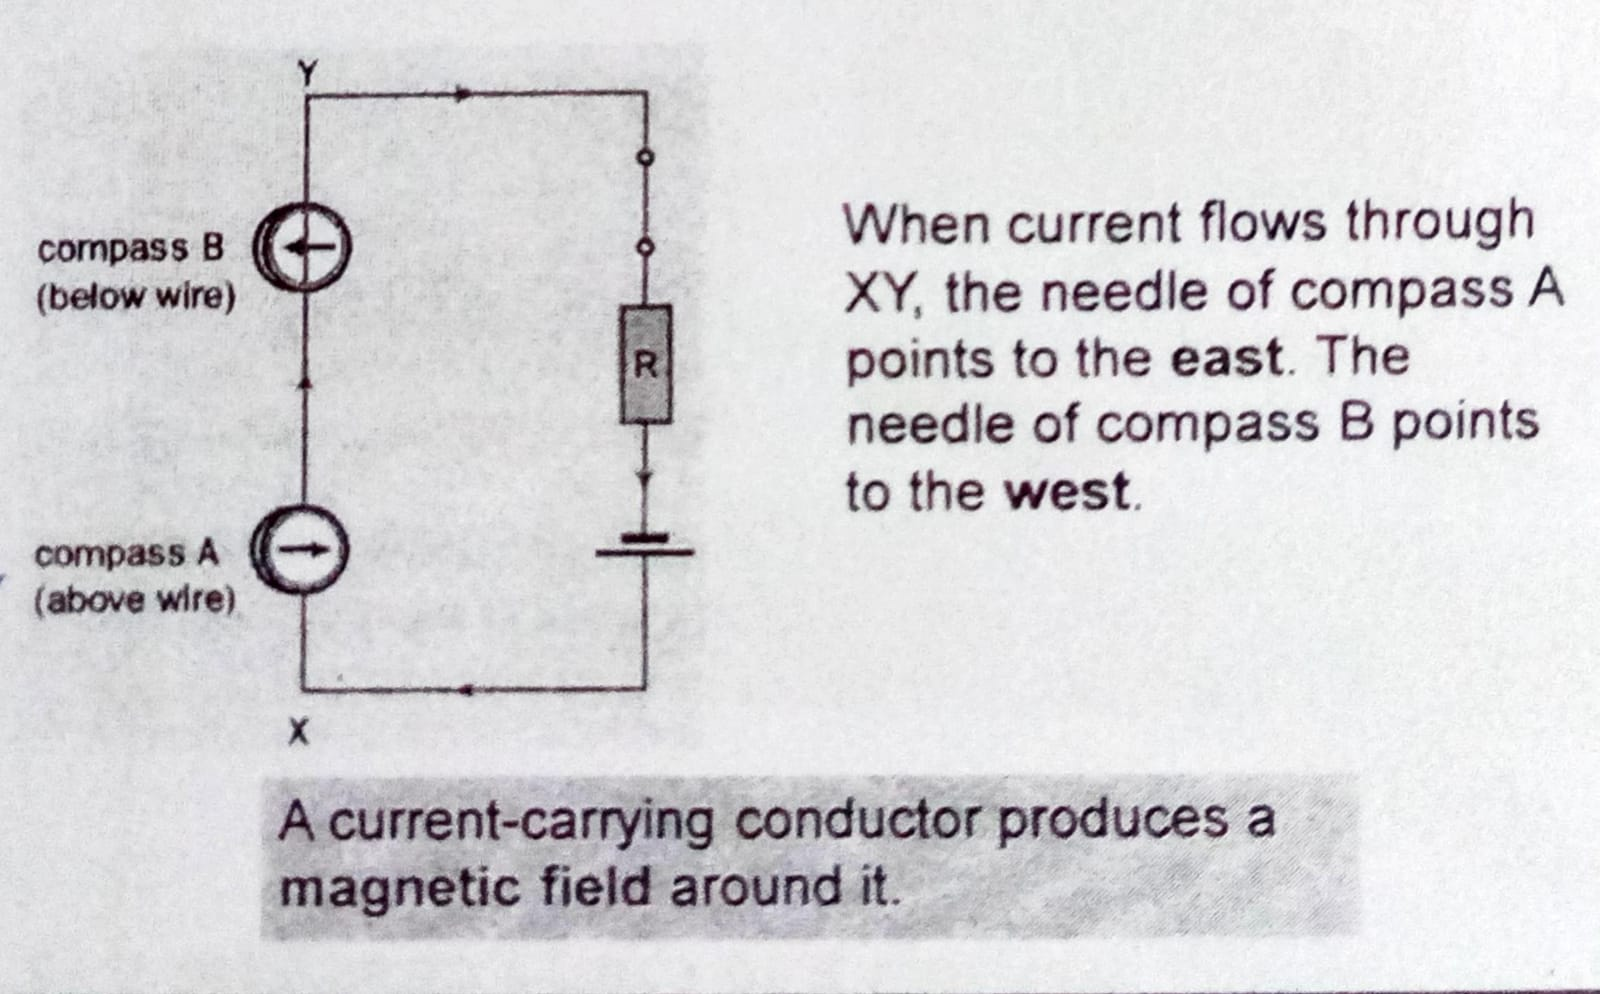 Y
compass B
(below wire)
R
compass A
(above wire)
X
When current flows through
XY, the needle of compass A
points to the east. The
needle of compass B points
to the west.
A current-carrying conductor produces a
magnetic field around it.